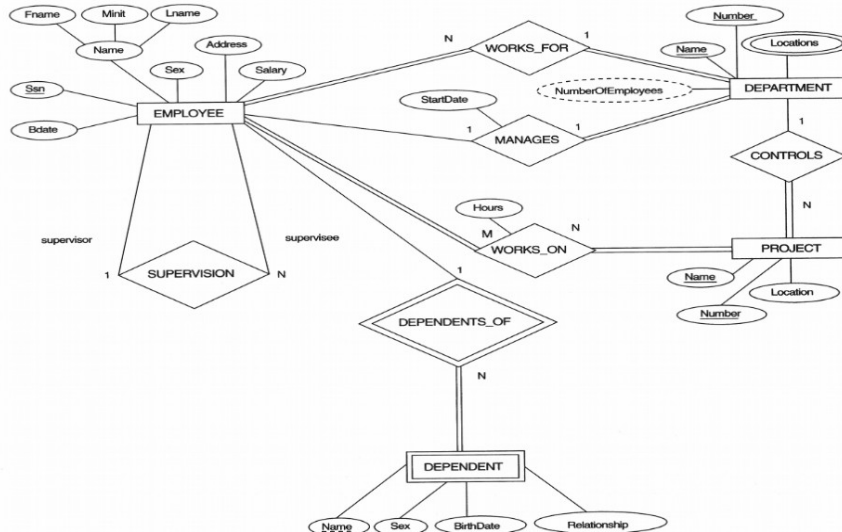 Fname
Minit
Lname
Number
Name
Address
N
WORKS_FOR
1
Name
Locations
Sex
Salary
Ssn
StartDate
NumberOfEmployees
DEPARTMENT
EMPLOYEE
Bdate
1
MANAGES
1
1
CONTROLS
Hours
N
supervisor
supervisee
M
N
WORKS_ON
PROJECT
1
SUPERVISION
N
1
Name
Location
Number
DEPENDENTS_OF
N
DEPENDENT
Name
Sex
BirthDate
Relationship